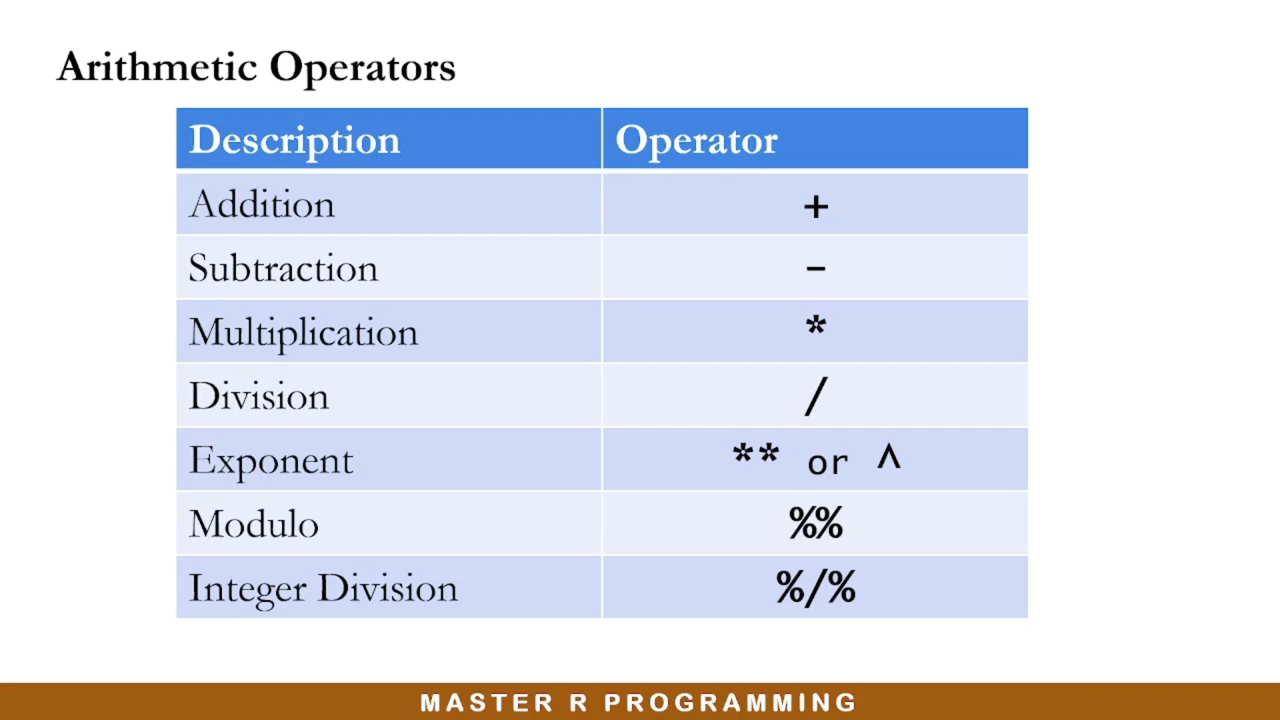 Arithmetic Operators
Description Operator
Addition +
Subtraction -
Multiplication *
Division /
Exponent ** or ^
Modulo %%
Integer Division %/%
MASTER R PROGRAMMING